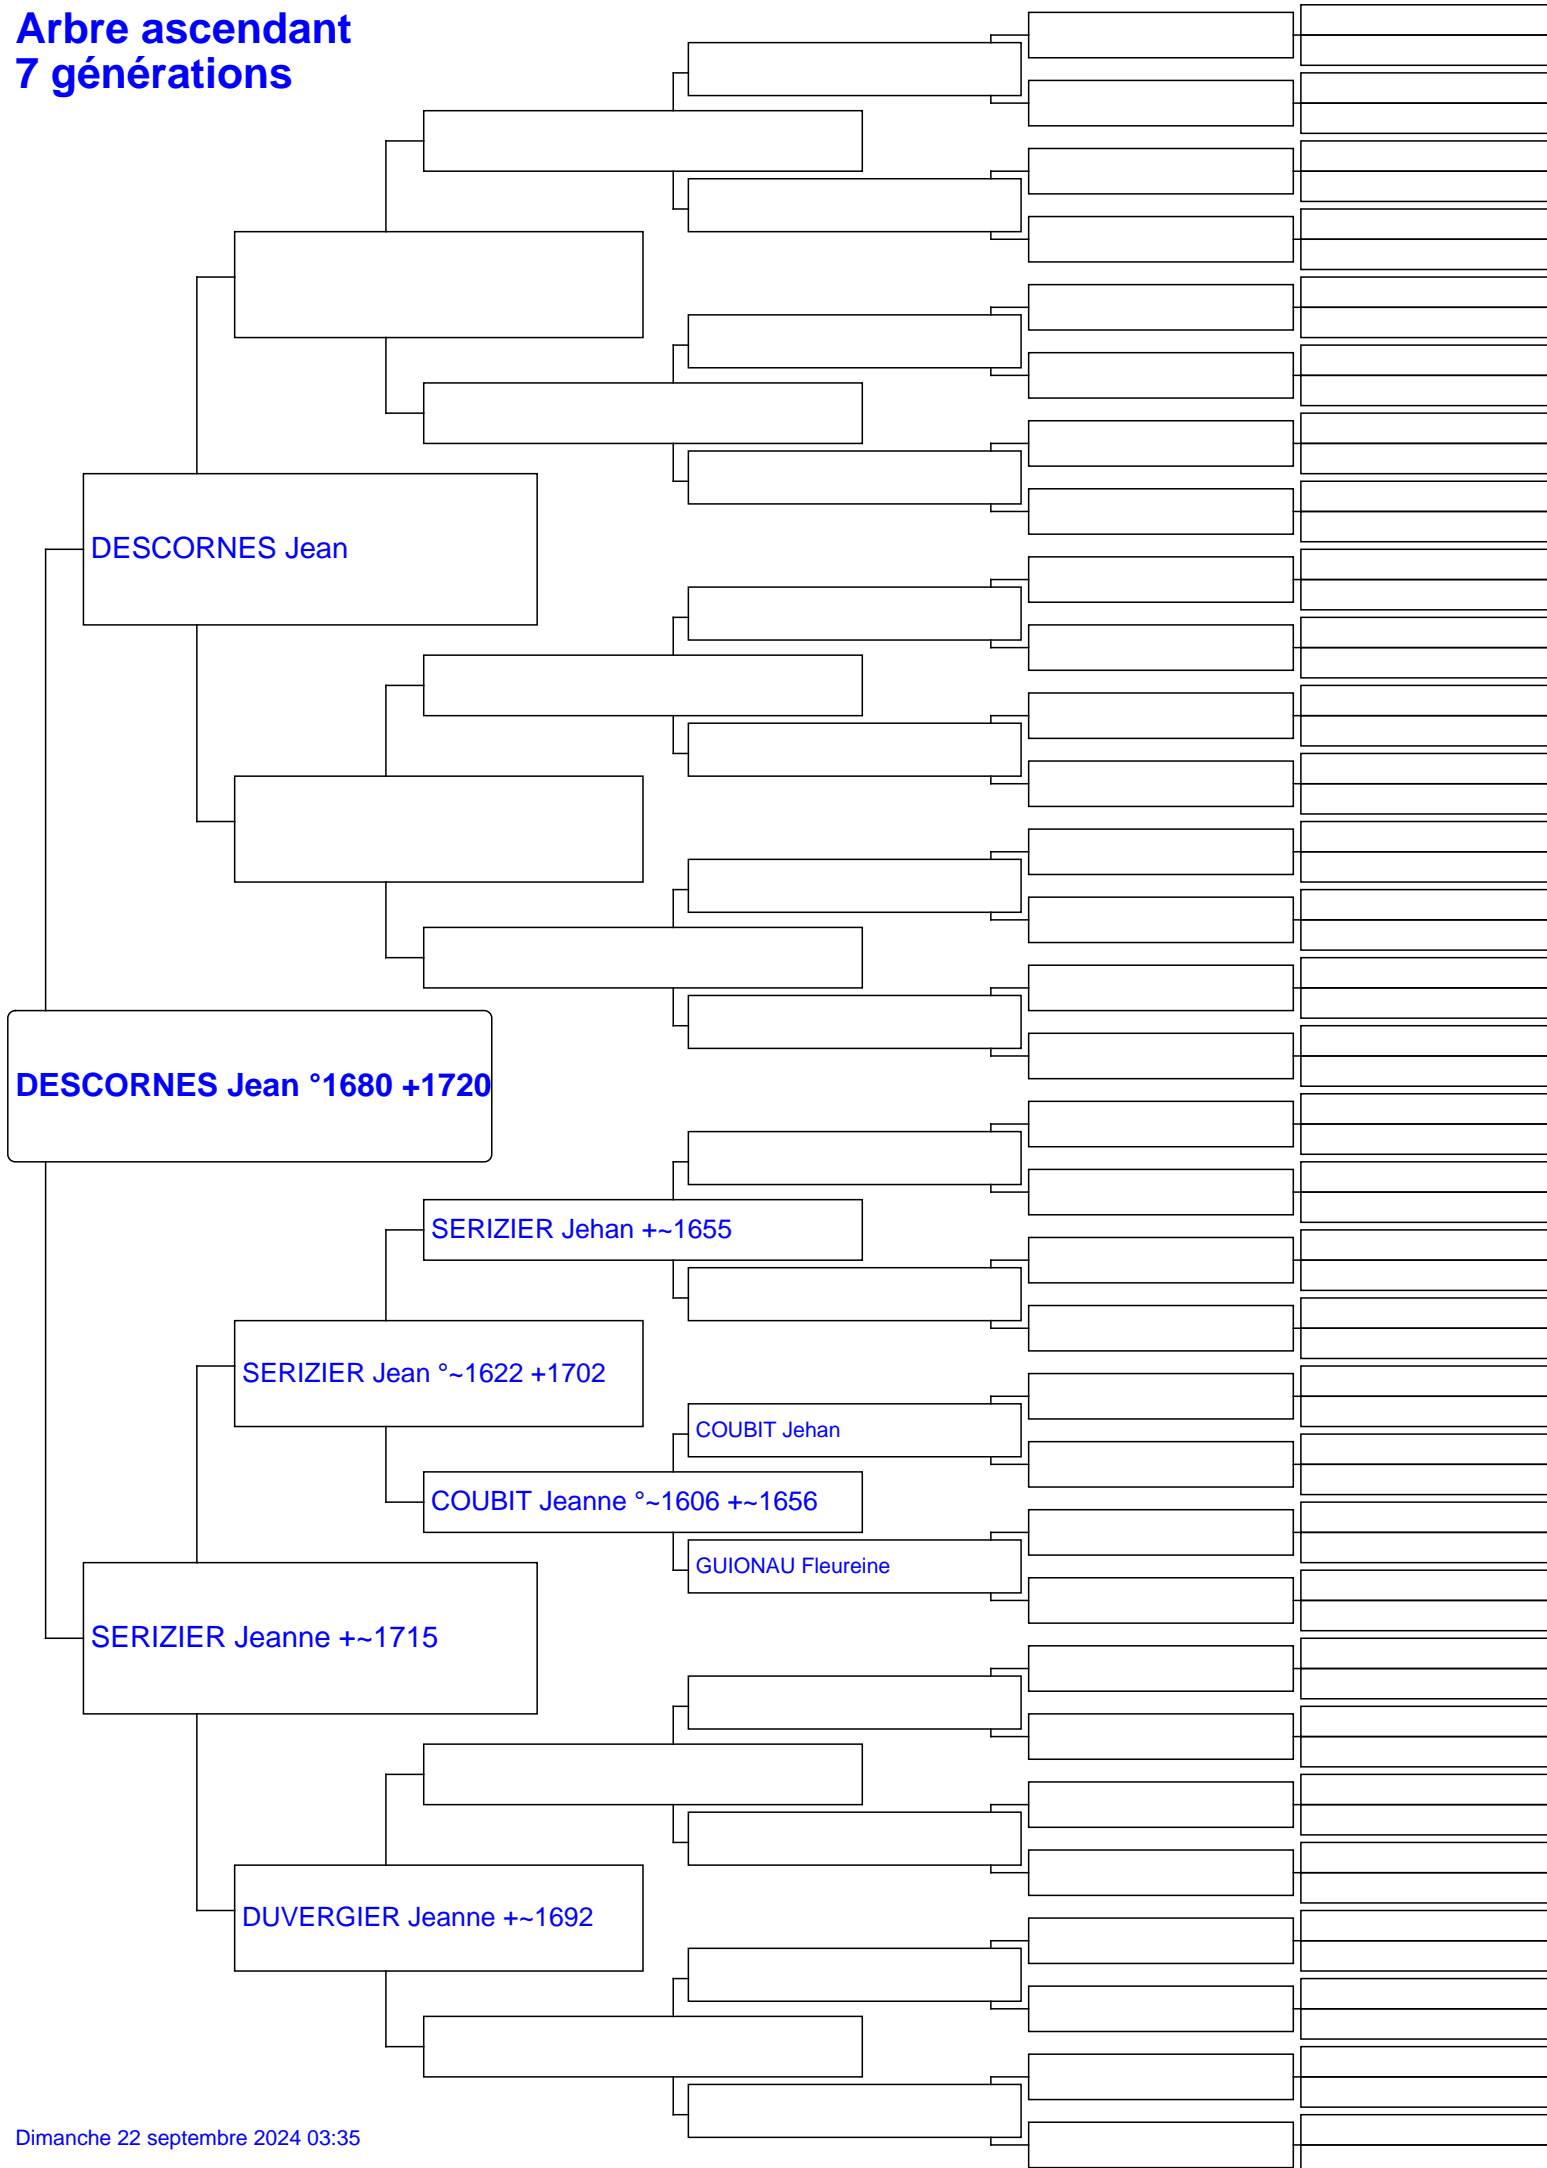 Arbre ascendant
7 générations
DESCORNES Jean
DESCORNES Jean °1680 +1720
SERIZIER Jehan +~1655
SERIZIER Jean °~1622 +1702
COUBIT Jehan
COUBIT Jeanne °~1606 +~1656
GUIONAU Fleureine
SERIZIER Jeanne +~1715
DUVERGIER Jeanne +~1692
Dimanche 22 septembre 2024 03:35